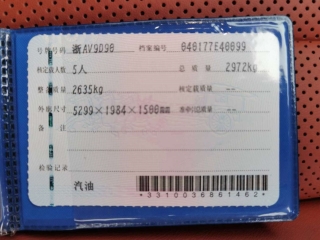 号牌号码 浙AV9D98 档案编号 040177E40899
核定载人数 5人 总质量 2972kg
整备质量 2635kg 核定载质量 --
外廓尺寸 5299×1984×1500mm 准牵引总质量 --
备注
检验记录
汽油
*3310036861462*